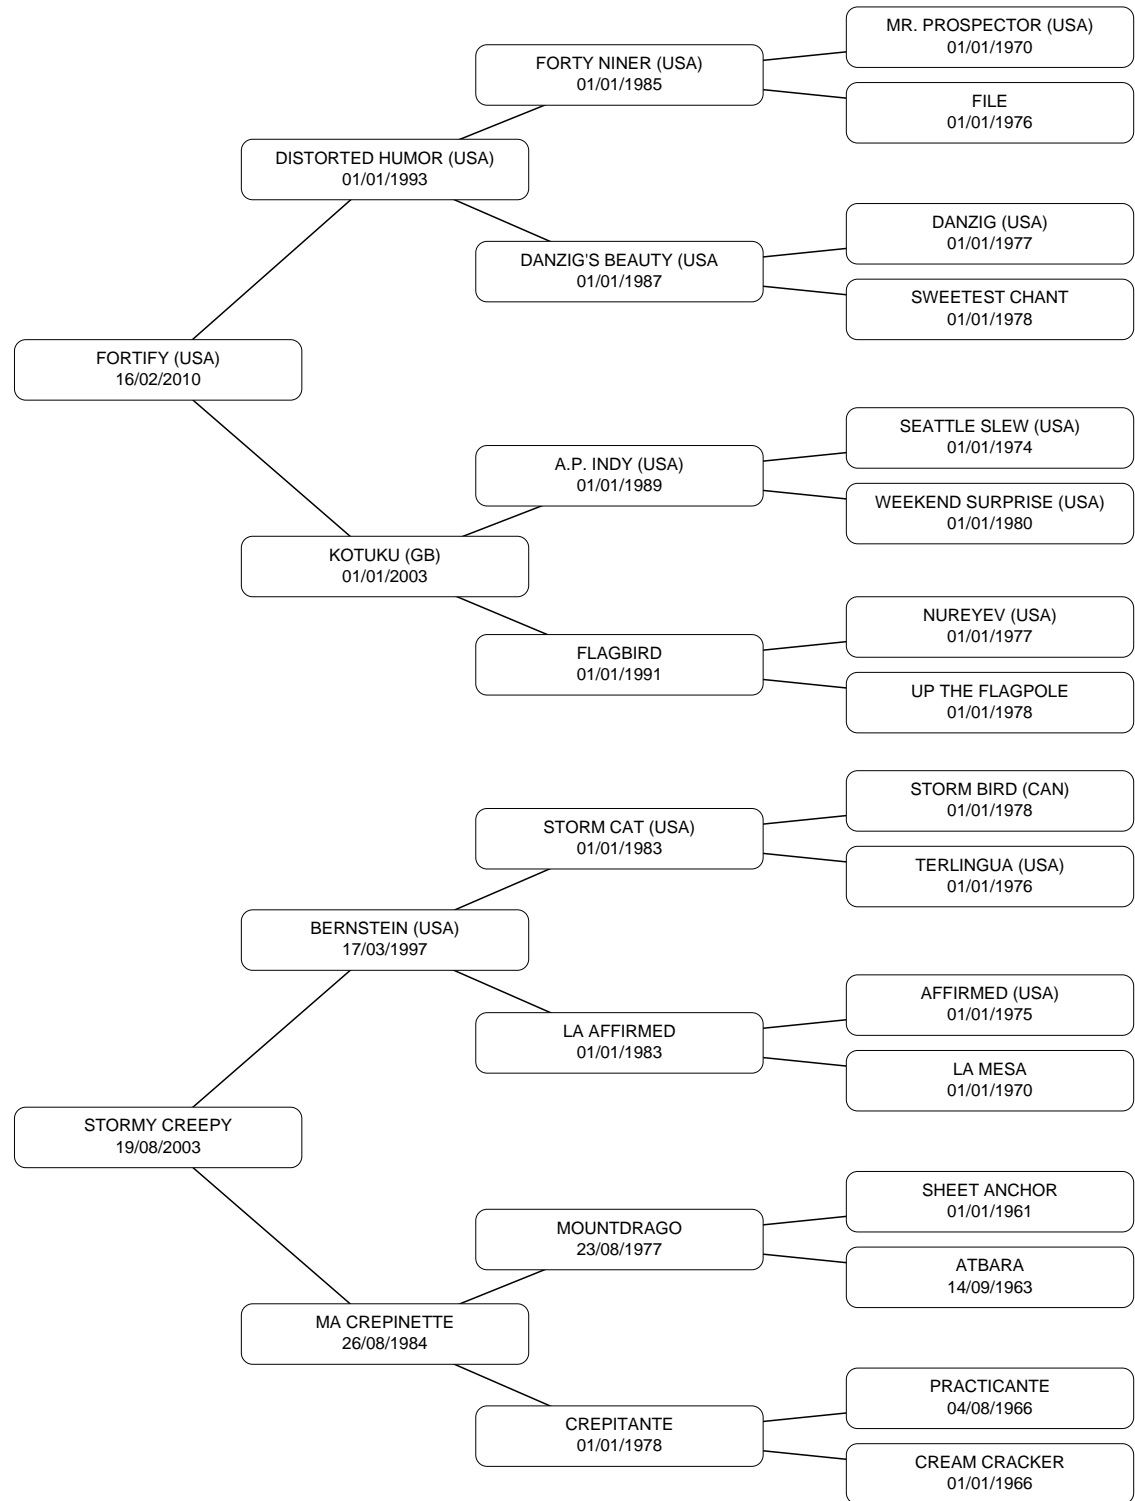 MR. PROSPECTOR (USA)
01/01/1970
FORTY NINER (USA)
01/01/1985
FILE
01/01/1976
DISTORTED HUMOR (USA)
01/01/1993
DANZIG (USA)
01/01/1977
DANZIG'S BEAUTY (USA
01/01/1987
SWEETEST CHANT
01/01/1978
FORTIFY (USA)
16/02/2010
SEATTLE SLEW (USA)
01/01/1974
A.P. INDY (USA)
01/01/1989
WEEKEND SURPRISE (USA)
01/01/1980
KOTUKU (GB)
01/01/2003
NUREYEV (USA)
01/01/1977
FLAGBIRD
01/01/1991
UP THE FLAGPOLE
01/01/1978
STORM BIRD (CAN)
01/01/1978
STORM CAT (USA)
01/01/1983
TERLINGUA (USA)
01/01/1976
BERNSTEIN (USA)
17/03/1997
AFFIRMED (USA)
01/01/1975
LA AFFIRMED
01/01/1983
LA MESA
01/01/1970
STORMY CREEPY
19/08/2003
SHEET ANCHOR
01/01/1961
MOUNTDRAGO
23/08/1977
ATBARA
14/09/1963
MA CREPINETTE
26/08/1984
PRACTICANTE
04/08/1966
CREPITANTE
01/01/1978
CREAM CRACKER
01/01/1966